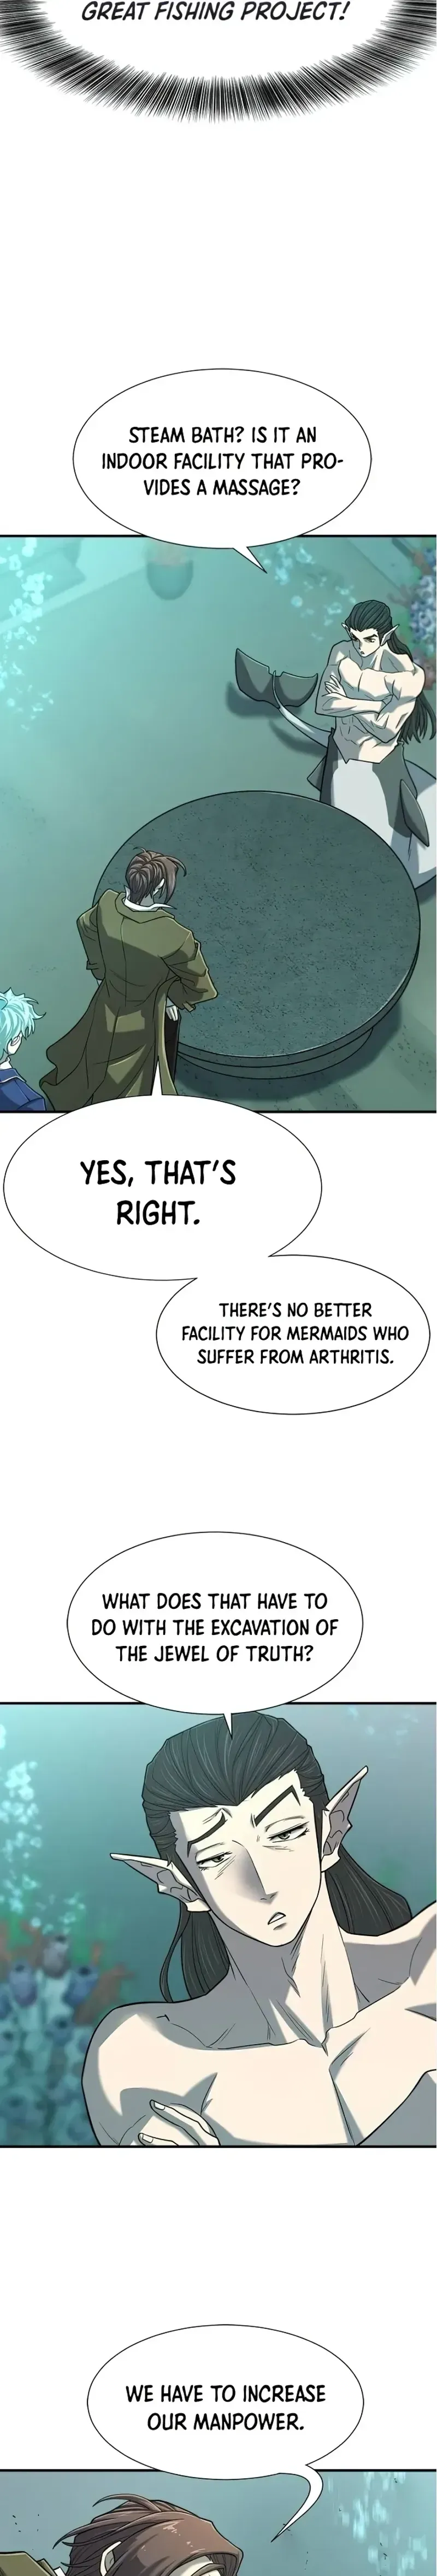 GREAT FISHING PROJECT!
STEAM BATH? IS IT AN
INDOOR FACILITY THAT PRO-
VIDES A MASSAGE?
YES, THAT'S
RIGHT.
THERE'S NO BETTER
FACILITY FOR MERMAIDS WHO
SUFFER FROM ARTHRITIS.
WHAT DOES THAT HAVE TO
DO WITH THE EXCAVATION OF
THE JEWEL OF TRUTH?
WE HAVE TO INCREASE
OUR MANPOWER.